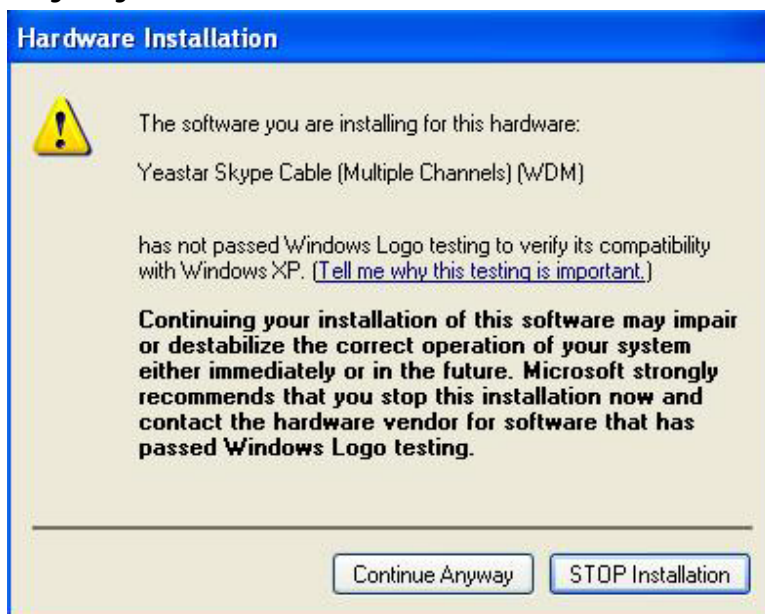 Hardware Installation
The software you are installing for this hardware:
Yeastar Skype Cable (Multiple Channels) (WDM)
has not passed Windows Logo testing to verify its compatibility
with Windows XP. (Tell me why this testing is important.)
Continuing your installation of this software may impair
or destabilize the correct operation of your system
either immediately or in the future. Microsoft strongly
recommends that you stop this installation now and
contact the hardware vendor for software that has
passed Windows Logo testing.
Continue Anyway
STOP Installation